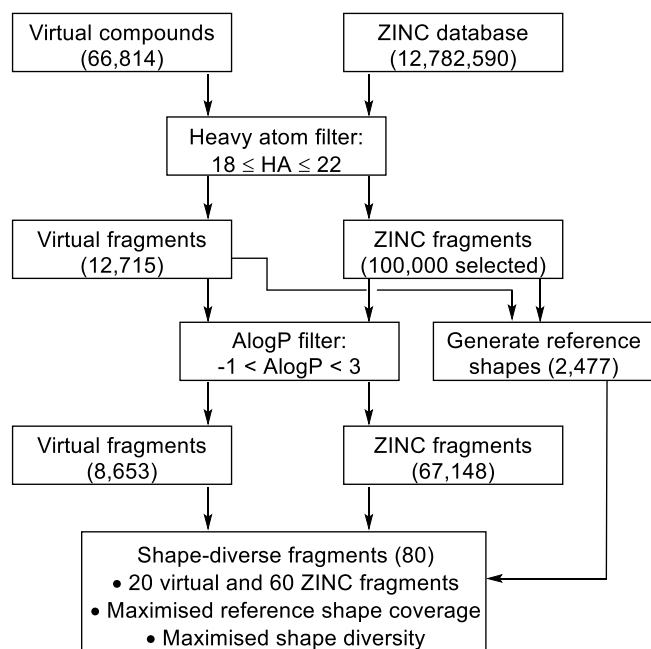 Virtual compounds
(66,814)
ZINC database
(12,782,590)
Heavy atom filter:
18 ≤ HA ≤ 22
Virtual fragments
(12,715)
ZINC fragments
(100,000 selected)
AlogP filter:
-1 < AlogP < 3
Generate reference
shapes (2,477)
Virtual fragments
(8,653)
ZINC fragments
(67,148)
Shape-diverse fragments (80)
• 20 virtual and 60 ZINC fragments
• Maximised reference shape coverage
• Maximised shape diversity